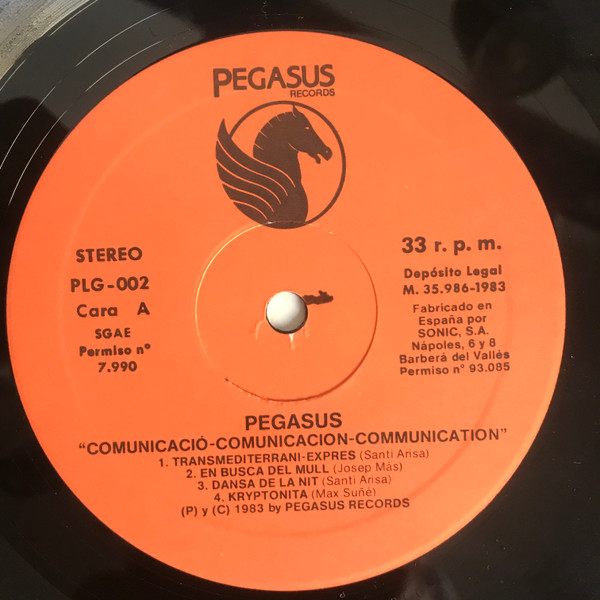 PEGASUS
RECORDS
STEREO
PLG-002
Cara A
SGAE
Permiso nº
7.990
33 r. p. m.
Depósito Legal
M. 35.986-1983
Fabricado en
España por
SONIC, S.A.
Nápoles, 6 y 8
Barberá del Vallés
Permiso n° 93.085
PEGASUS
"COMUNICACIÓ-COMUNICACION-COMMUNICATION"
1. TRANSMEDITERRANI-EXPRES (Santi Arisa)
2. EN BUSCA DEL MULL (Josep Más)
3. DANSA DE LA NIT (Santi Arisa)
4. KRYPTONITA (Max Suñé)
(P) y (C) 1983 by PEGASUS RECORDS